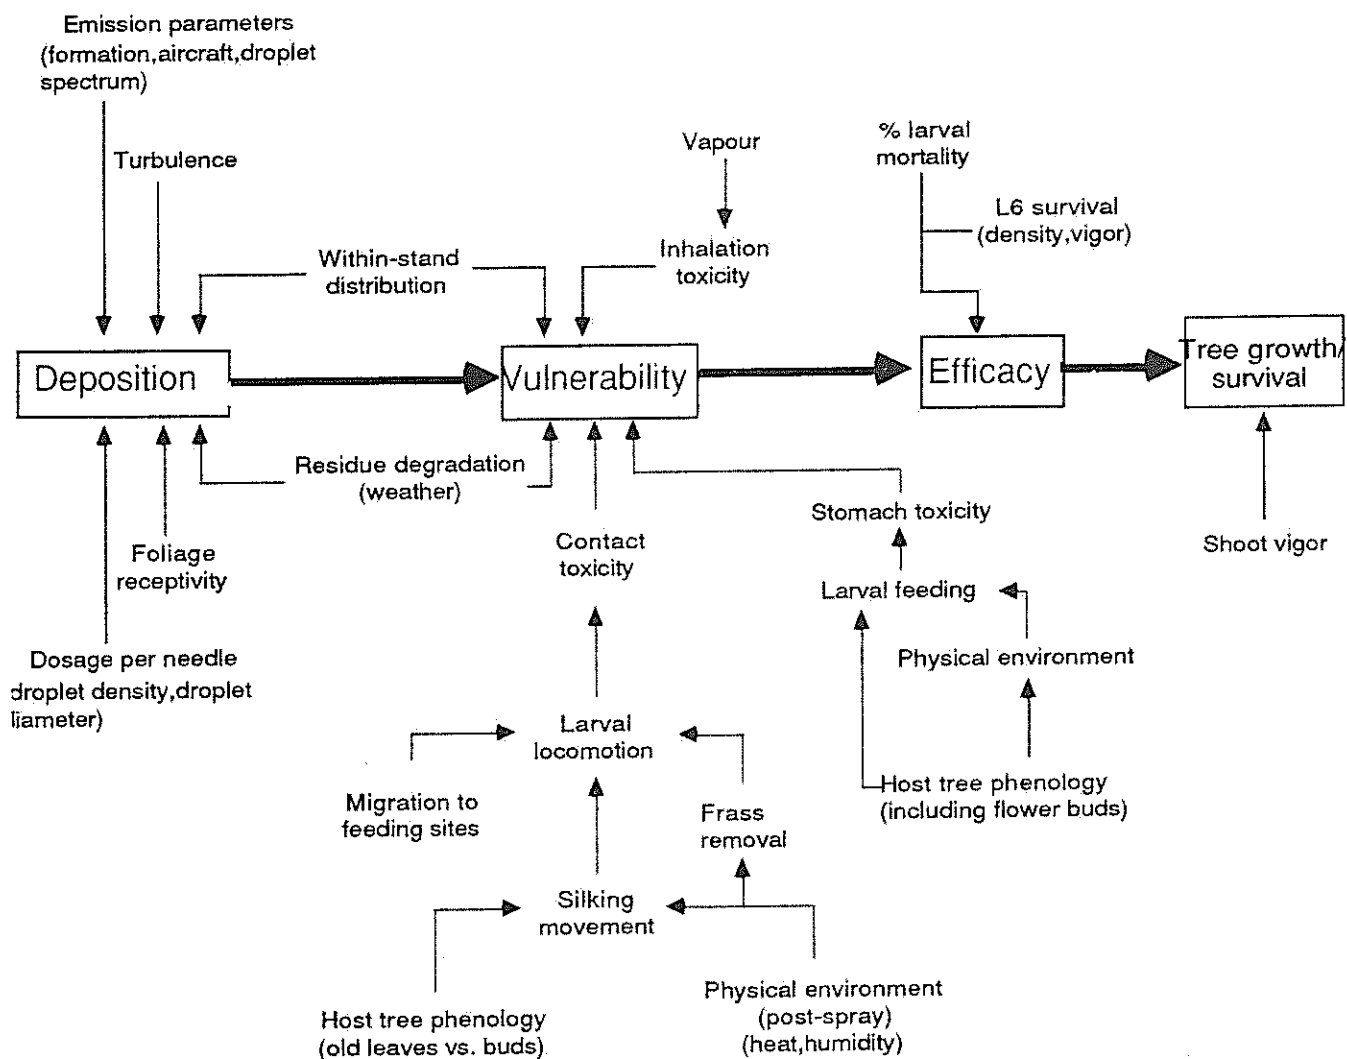 Emission parameters
(formation,aircraft,droplet
spectrum)
Turbulence
Vapour
% larval
mortality
L6 survival
(density,vigor)
Within-stand
distribution
Inhalation
toxicity
Deposition
Vulnerability
Efficacy
Tree growth/
survival
Residue degradation
(weather)
Stomach toxicity
Foliage
receptivity
Contact
toxicity
Shoot vigor
Larval feeding
Dosage per needle
droplet density,droplet
liameter)
Physical environment
Larval
locomotion
Host tree phenology
(including flower buds)
Migration to
feeding sites
Frass
removal
Silking
movement
Host tree phenology
(old leaves vs. buds)
Physical environment
(post-spray)
(heat,humidity)